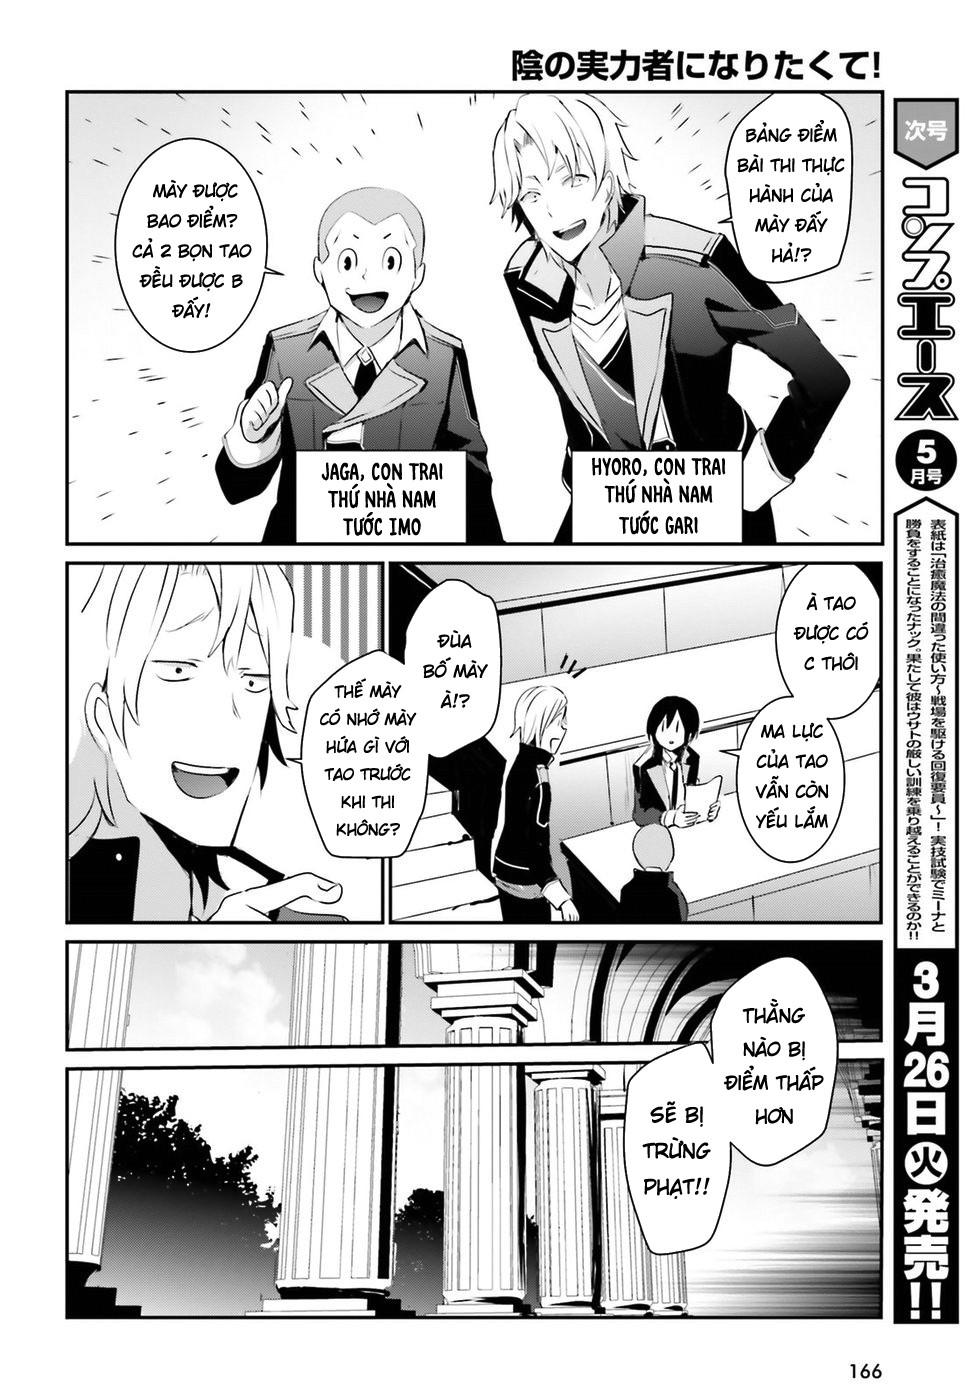 陰の実力者になりたくて!
BẢNG ĐIỂM
BÀI THI THỰC
HÀNH CỦA
MÀY ĐẤY
HẢ!?
MÀY ĐƯỢC
BAO ĐIỂM?
CẢ 2 BỌN TAO
ĐỀU ĐƯỢC B
ĐẤY!
HYORO, CON TRAI
THỨ NHÀ NAM
TƯỚC GARI
JAGA, CON TRAI
THỨ NHÀ NAM
TƯỚC IMO
À TAO
ĐƯỢC CÓ
C THÔI
MA LỰC
CỦA TAO
VẪN CÒN
YẾU LẮM
ĐÙA
BỐ MÀY
À!?
THẾ MÀY
CÓ NHỚ MÀY
HỨA GÌ VỚI
TAO TRƯỚC
KHI THI
KHÔNG?
THẰNG
NÀO BỊ
ĐIỂM THẤP
HƠN
SẼ BỊ
TRỪNG
PHẠT!!
次号
コンプエース
5
月号
表紙は「治癒魔法の間違った使い方~戦場を駆ける回復要員~」! 実技試験でミーナと
勝負をすることになったナック。果たして彼はウサトの厳しい訓練を乗り越えることができるのか!!
3月26日火発売!!
166